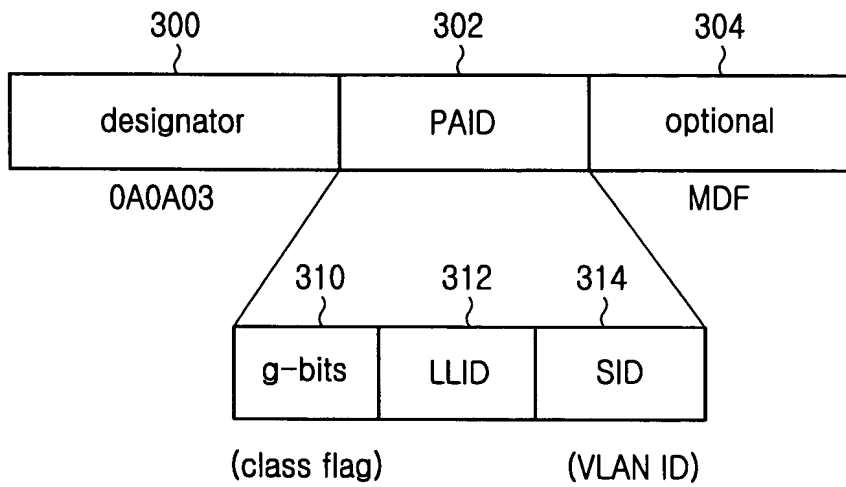 300 302 304
designator PAID optional
0A0A03 MDF
310 312 314
g-bits LLID SID
(class flag) (VLAN ID)